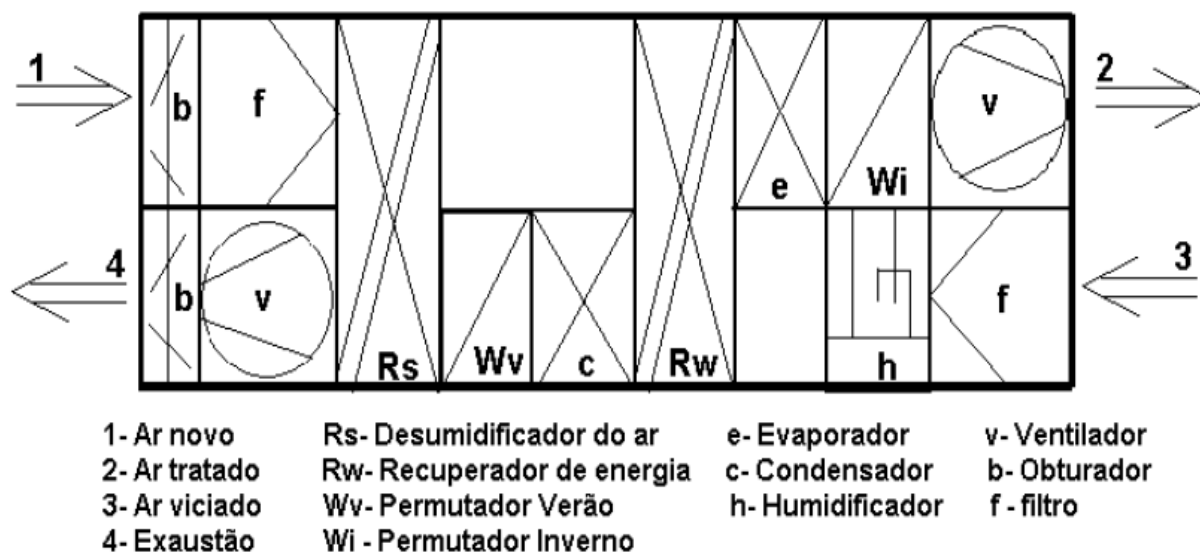 1 b f e Wi v 2
4 b v Rs Wv c Rw h f 3
1- Ar novo Rs- Desumidificador do ar e- Evaporador v- Ventilador
2- Ar tratado Rw- Recuperador de energia c- Condensador b- Obturador
3- Ar viciado Wv- Permutador Verão h- Humidificador f - filtro
4- Exaustão Wi - Permutador Inverno